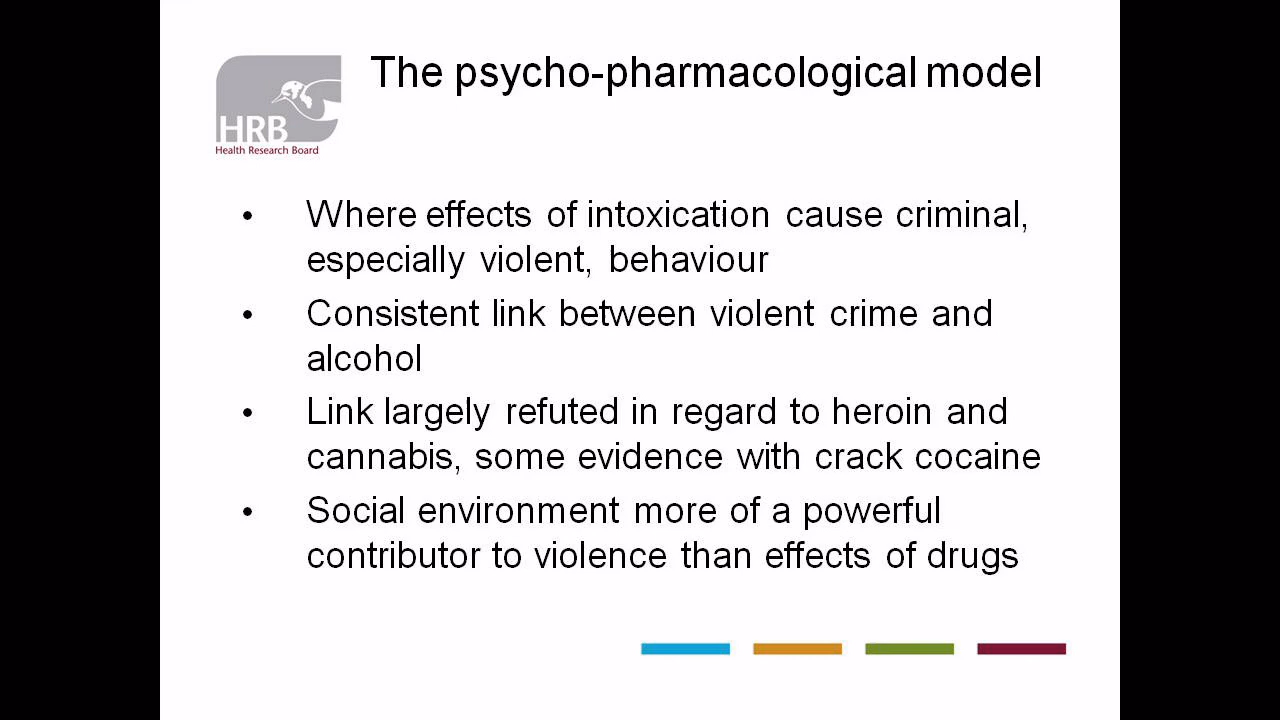 The psycho-pharmacological model
HRB
Health Research Board
• Where effects of intoxication cause criminal,
especially violent, behaviour
• Consistent link between violent crime and
alcohol
• Link largely refuted in regard to heroin and
cannabis, some evidence with crack cocaine
• Social environment more of a powerful
contributor to violence than effects of drugs